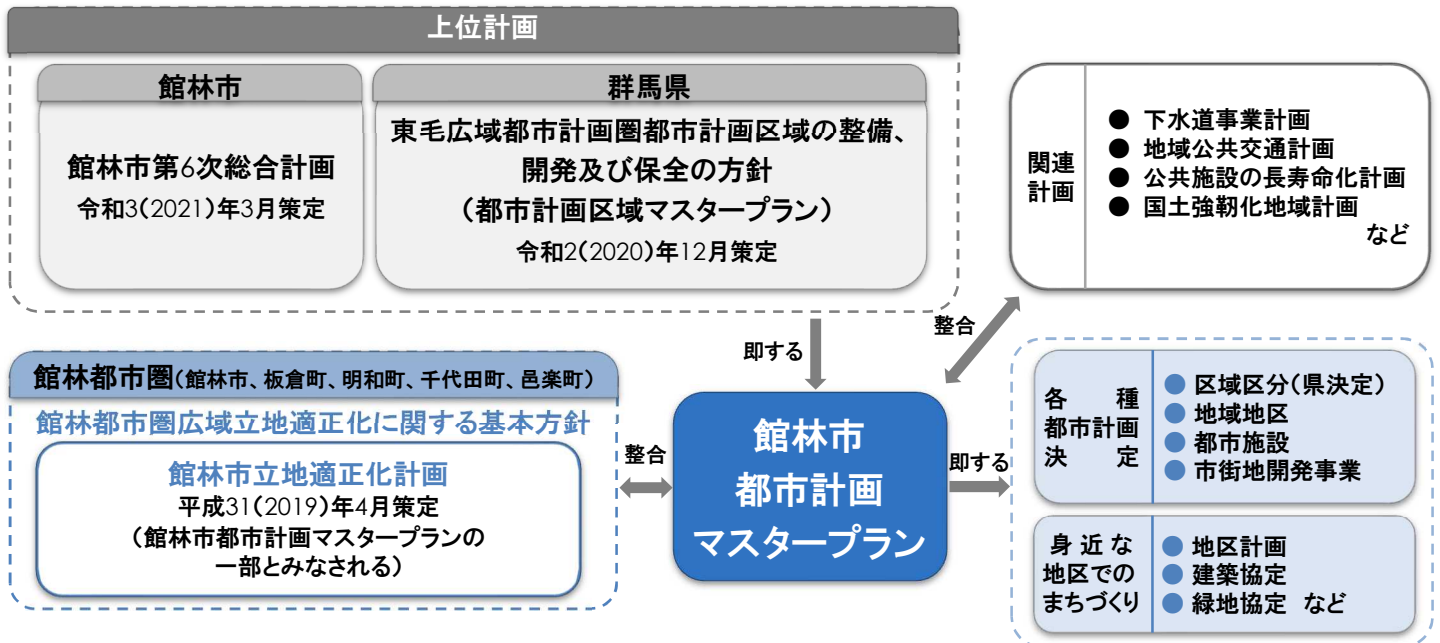 上位計画
館林市
館林市第6次総合計画
令和3(2021)年3月策定
群馬県
東毛広域都市計画圏都市計画区域の整備、
開発及び保全の方針
(都市計画区域マスタープラン)
令和2(2020)年12月策定
関連
計画
● 下水道事業計画
● 地域公共交通計画
● 公共施設の長寿命化計画
● 国土強靭化地域計画
など
即する
整合
館林都市圏(館林市、板倉町、明和町、千代田町、邑楽町)
館林都市圏広域立地適正化に関する基本方針
館林市立地適正化計画
平成31(2019)年4月策定
(館林市都市計画マスタープランの
一部とみなされる)
整合
館林市
都市計画
マスタープラン
即する
各種
都市計画
決定
● 区域区分(県決定)
● 地域地区
● 都市施設
● 市街地開発事業
身近な
地区での
まちづくり
● 地区計画
● 建築協定
● 緑地協定 など